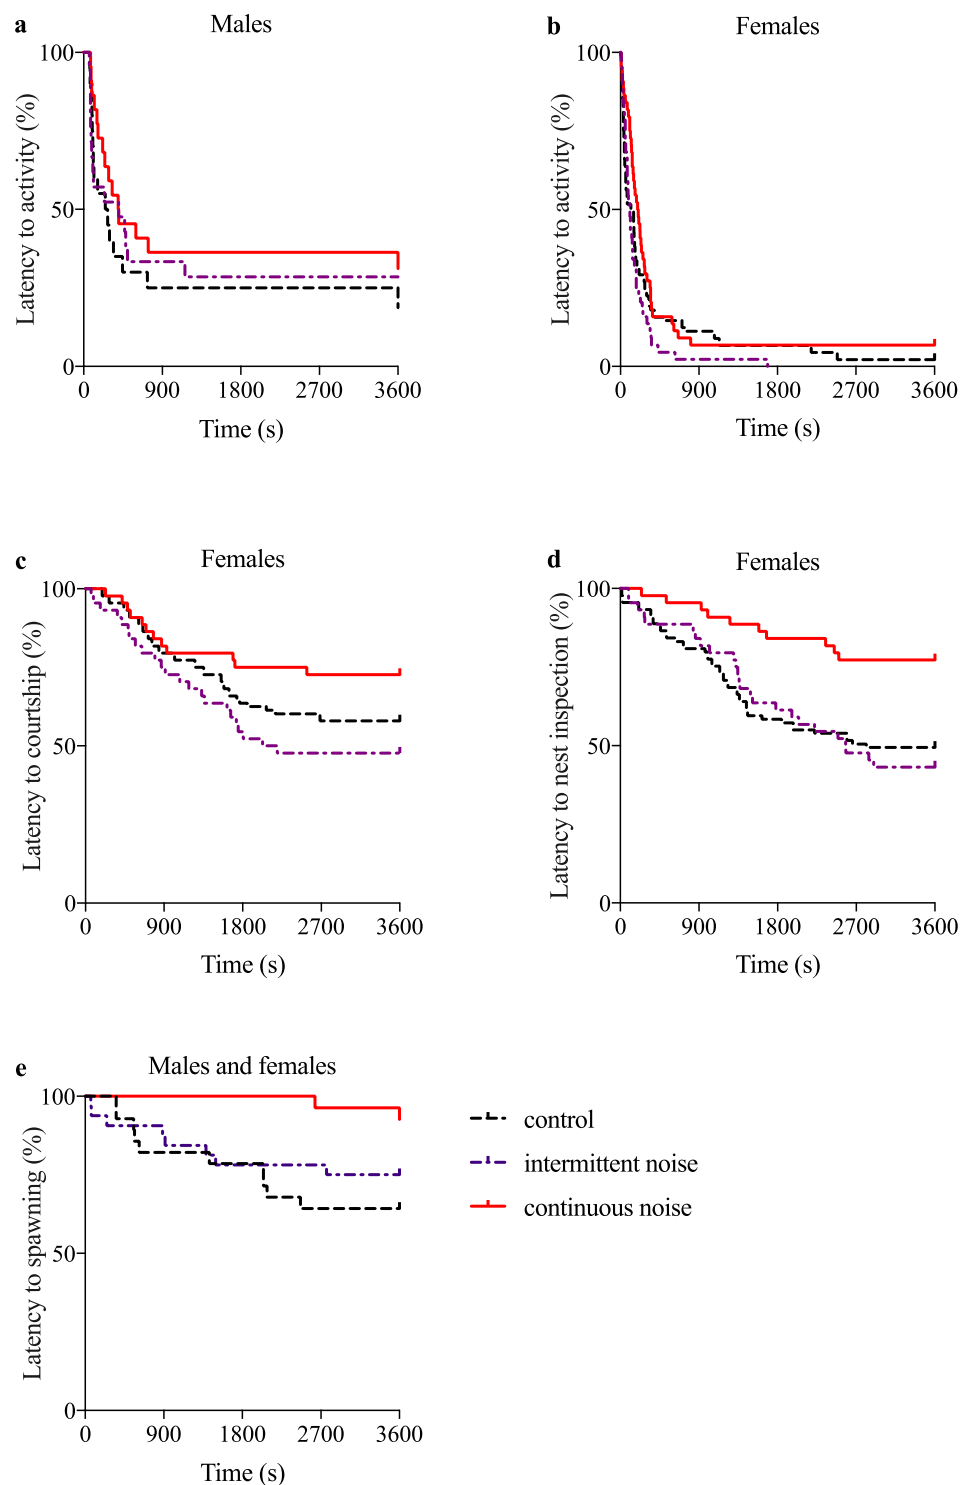 a Males
Latency to activity (%)
100
50
0
0 900 1800 2700 3600
Time (s)
b Females
Latency to activity (%)
100
50
0
0 900 1800 2700 3600
Time (s)
c Females
Latency to courtship (%)
100
50
0
0 900 1800 2700 3600
Time (s)
d Females
Latency to nest inspection (%)
100
50
0
0 900 1800 2700 3600
Time (s)
e Males and females
Latency to spawning (%)
100
50
0
0 900 1800 2700 3600
Time (s)
control
intermittent noise
continuous noise